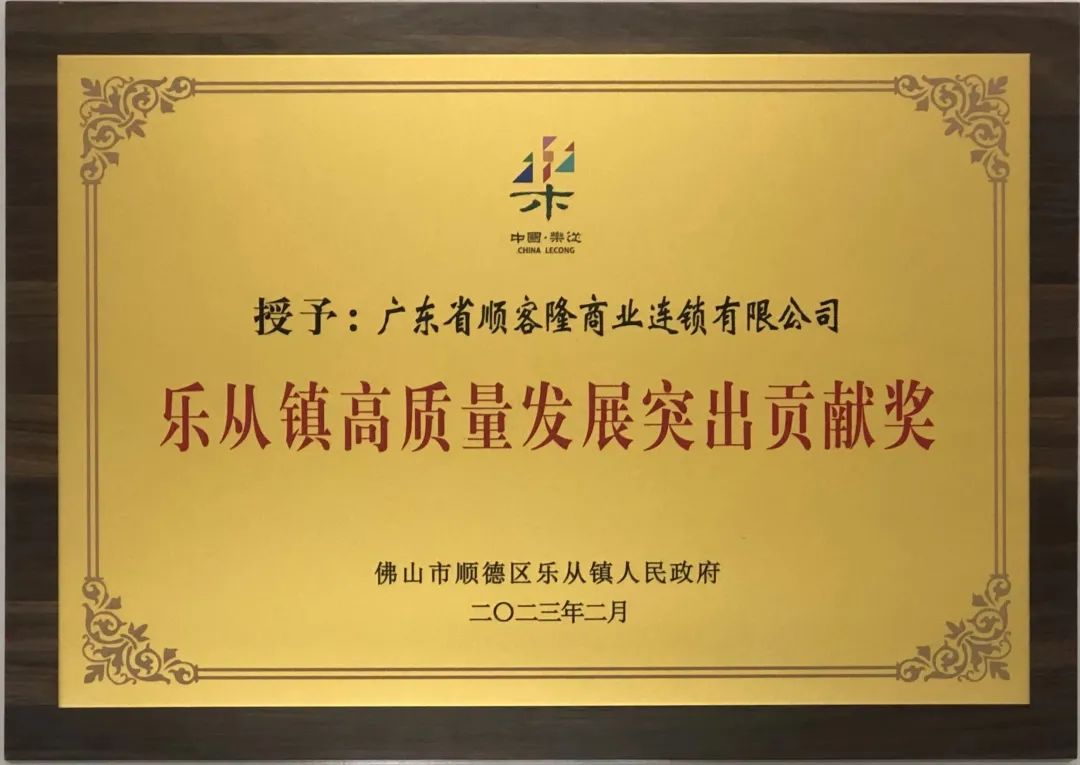 中國·樂從
CHINA LECONG
授予：广东省顺客隆商业连锁有限公司
乐从镇高质量发展突出贡献奖
佛山市顺德区乐从镇人民政府
二〇二三年二月